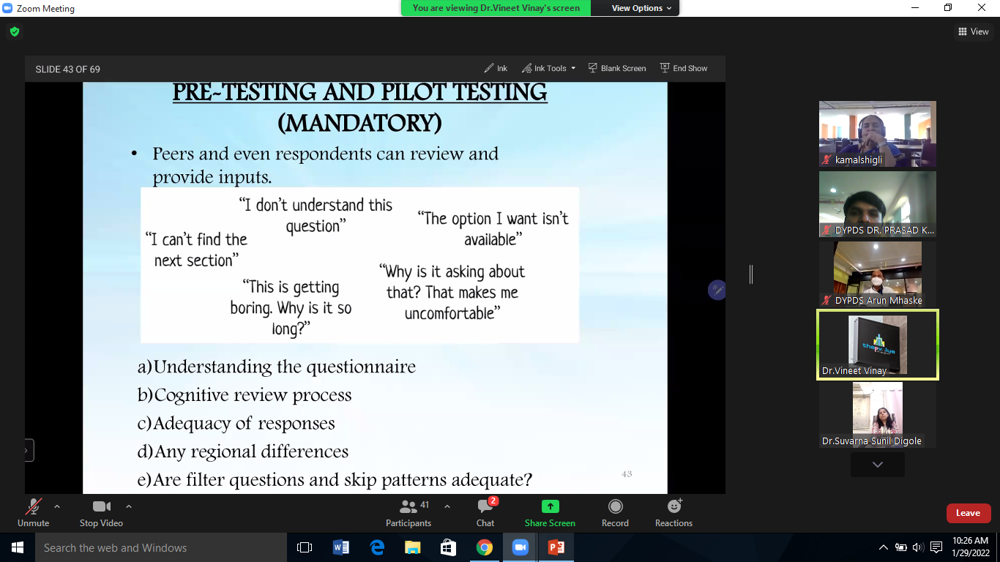 Zoom Meeting
You are viewing Dr.Vineet Vinay's screen
View Options
View
SLIDE 43 OF 69
Ink
Ink Tools
Blank Screen
End Show
PRE-TESTING AND PILOT TESTING
(MANDATORY)
• Peers and even respondents can review and
provide inputs.
“I don’t understand this
question”
“The option I want isn’t
available”
“I can’t find the
next section”
“Why is it asking about
that? That makes me
uncomfortable”
“This is getting
boring. Why is it so
long?”
a)Understanding the questionnaire
b)Cognitive review process
c)Adequacy of responses
d)Any regional differences
e)Are filter questions and skip patterns adequate?
43
kamalshigli
DYPDS DR. PRASAD K...
DYPDS Arun Mhaske
thepvalue
Dr.Vineet Vinay
Dr.Suvarna Sunil Digole
Unmute
Stop Video
41
Participants
2
Chat
Share Screen
Record
Reactions
Leave
Search the web and Windows
10:26 AM
1/29/2022